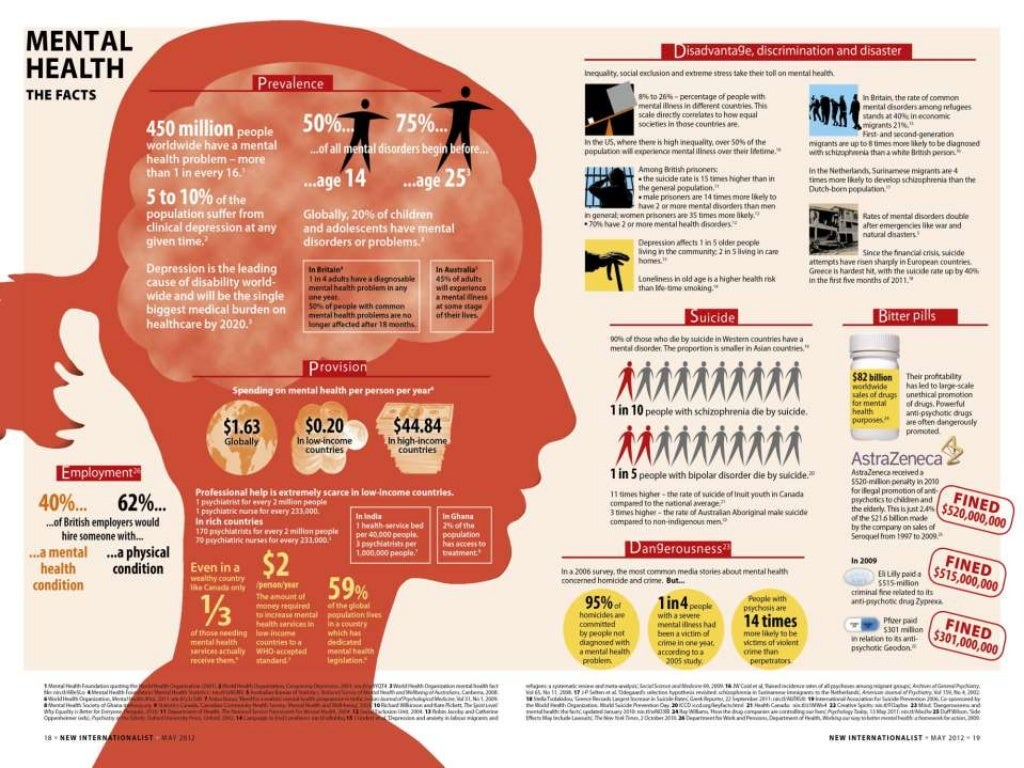 MENTAL
HEALTH
THE FACTS
Prevalence
450 million people
worldwide have a mental
health problem – more
than 1 in every 16.¹
5 to 10% of the
population suffer from
clinical depression at any
given time.²
Depression is the leading
cause of disability world-
wide and will be the single
biggest medical burden on
healthcare by 2020.³
50%... 75%...
...of all mental disorders begin before...
...age 14 ...age 25
Globally, 20% of children
and adolescents have mental
disorders or problems.
In Britain
1 in 4 adults have a diagnosable
mental health problem in any
one year.
50% of people with common
mental health problems are no
longer affected after 18 months.
In Australia
45% of adults
will experience
a mental illness
at some stage
of their lives.
Provision
Spending on mental health per person per year
$1.63
Globally
$0.20
In low-income
countries
$44.84
In high-income
countries
Professional help is extremely scarce in low-income countries.
1 psychiatrist for every 2 million people
1 psychiatric nurse for every 233,000.
In rich countries
170 psychiatrists for every 2 million people
70 psychiatric nurses for every 233,000.
In India
1 health-service bed
per 40,000 people.
3 psychiatrists per
1,000,000 people.
In Ghana
2% of the
population
has access to
treatment.
Even in a
wealthy country
like Canada only
1/3
of those needing
mental health
services actually
receive them.
$2
/person/year
The amount of
money required
to increase mental
health services in
low-income
countries to a
WHO-accepted
standard.
59%
of the global
population lives
in a country
which has
dedicated
mental health
legislation.
Employment
40%... 62%...
...of British employers would
hire someone with...
...a mental
health
condition
...a physical
condition
Disadvantage, discrimination and disaster
Inequality, social exclusion and extreme stress take their toll on mental health.
8% to 26% – percentage of people with
mental illness in different countries. This
scale directly correlates to how equal
societies in those countries are.
In the US, where there is high inequality, over 50% of the
population will experience mental illness over their lifetime.
Among British prisoners:
• the suicide rate is 15 times higher than in
the general population.
• male prisoners are 14 times more likely to
have 2 or more mental disorders than men
in general; women prisoners are 35 times more likely.
• 70% have 2 or more mental health disorders.
Depression affects 1 in 5 older people
living in the community; 2 in 5 living in care
homes.
Loneliness in old age is a higher health risk
than life-time smoking.
In Britain, the rate of common
mental disorders among refugees
stands at 40%; in economic
migrants 21%.
First- and second-generation
migrants are up to 8 times more likely to be diagnosed
with schizophrenia than a white British person.
In the Netherlands, Surinamese migrants are 4
times more likely to develop schizophrenia than the
Dutch-born population.
Rates of mental disorders double
after emergencies like war and
natural disasters.
Since the financial crisis, suicide
attempts have risen sharply in European countries.
Greece is hardest hit, with the suicide rate up by 40%
in the first five months of 2011.
Suicide
90% of those who die by suicide in Western countries have a
mental disorder. The proportion is smaller in Asian countries.
1 in 10 people with schizophrenia die by suicide.
1 in 5 people with bipolar disorder die by suicide.
11 times higher – the rate of suicide of Inuit youth in Canada
compared to the national average.
3 times higher – the rate of Australian Aboriginal male suicide
compared to non-indigenous men.
Dangerousness
In a 2006 survey, the most common media stories about mental health
concerned homicide and crime. But...
95% of
homicides are
committed
by people not
diagnosed with
a mental health
problem.
1 in 4 people
with a severe
mental illness had
been a victim of
crime in one year,
according to a
2005 study.
People with
psychosis are
14 times
more likely to be
victims of violent
crime than
perpetrators.
Bitter pills
$82 billion
worldwide
sales of drugs
for mental
health
purposes.
Their profitability
has led to large-scale
unethical promotion
of drugs. Powerful
anti-psychotic drugs
are often dangerously
promoted.
AstraZeneca
AstraZeneca received a
$520-million penalty in 2010
for illegal promotion of anti-
psychotics to children and
the elderly. This is just 2.4%
of the $21.6 billion made
by the company on sales of
Seroquel from 1997 to 2009.
FINED
$520,000,000
In 2009
Eli Lilly paid a
$515-million
criminal fine related to its
anti-psychotic drug Zyprexa.
FINED
$515,000,000
Pfizer paid
$301 million
in relation to its anti-
psychotic Geodon.
FINED
$301,000,000
18 • NEW INTERNATIONALIST • MAY 2012
NEW INTERNATIONALIST • MAY 2012 • 19